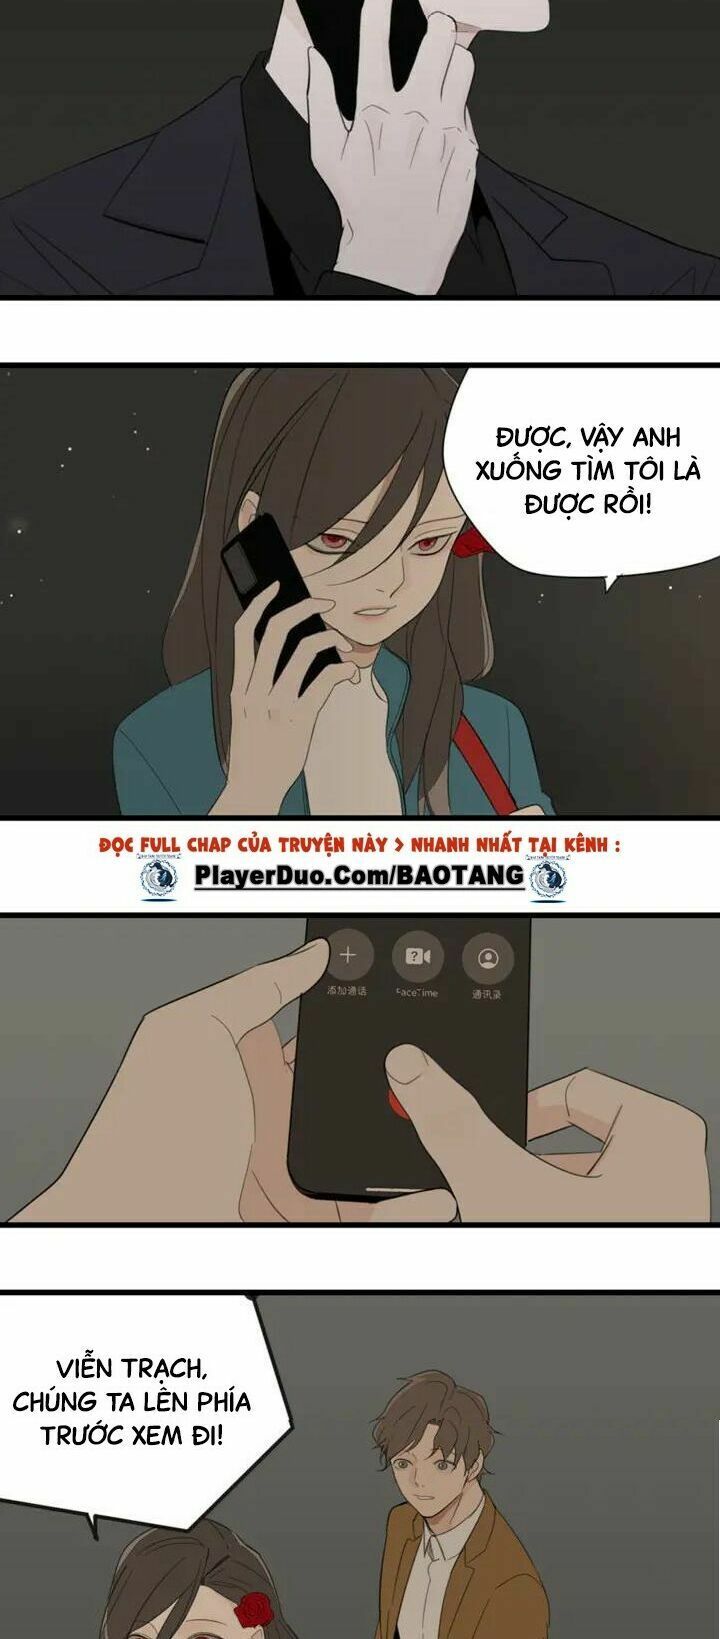 ĐƯỢC, VẬY ANH
XUỐNG TÌM TÔI LÀ
ĐƯỢC RỒI!
ĐỌC FULL CHAP CỦA TRUYỆN NÀY > NHANH NHẤT TẠI KÊNH :
PlayerDuo.Com/BAOTANG
添加通话
FaceTime
通讯录
VIỄN TRẠCH,
CHÚNG TA LÊN PHÍA
TRƯỚC XEM ĐI!